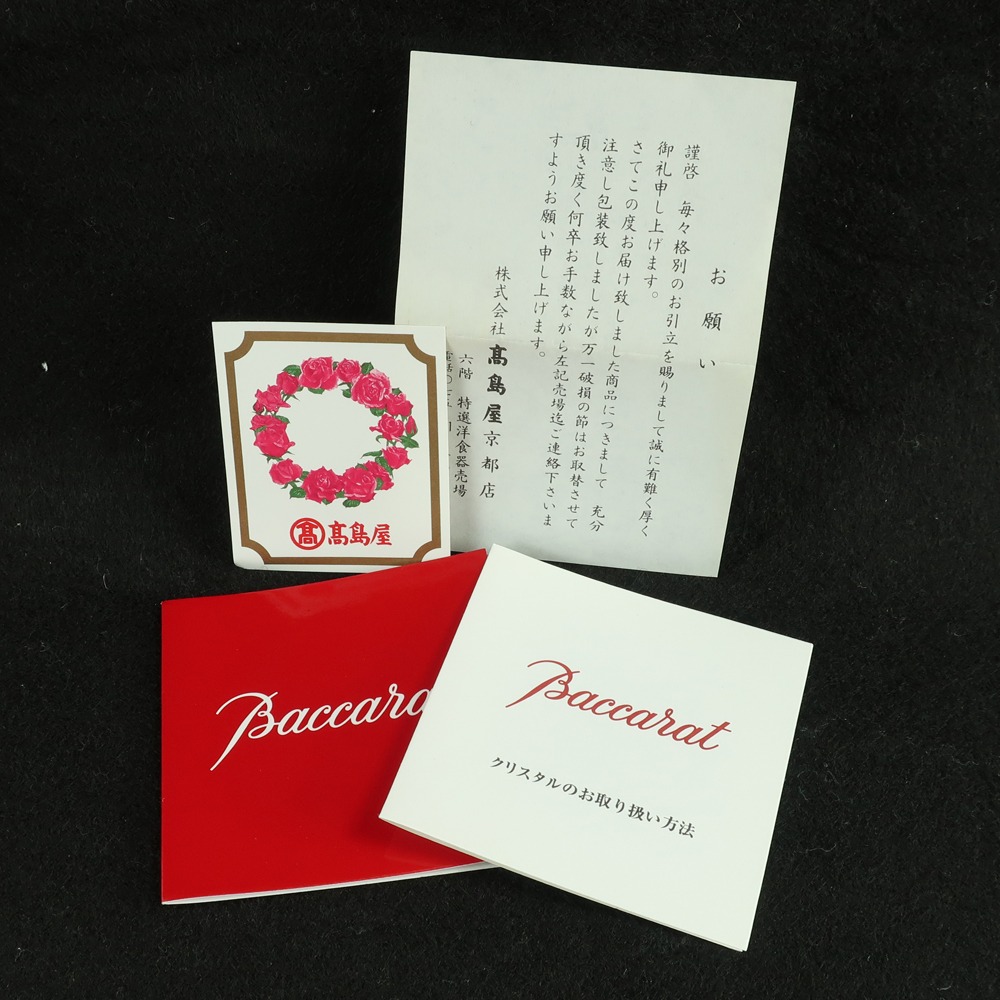 お願い
謹啓 毎々格別のお引立を賜りまして誠に有難く厚く
御礼申し上げます。
さてこの度お届け致しました商品につきまして 充分
注意し包装致しましたが万一破損の節はお取替させて
頂き度く何卒お手数ながら左記売場迄ご連絡下さいま
すようお願い申し上げます。
株式会社 髙島屋京都店
六階 特選洋食器売場
髙 髙島屋
Baccara
Baccarat
クリスタルのお取り扱い方法